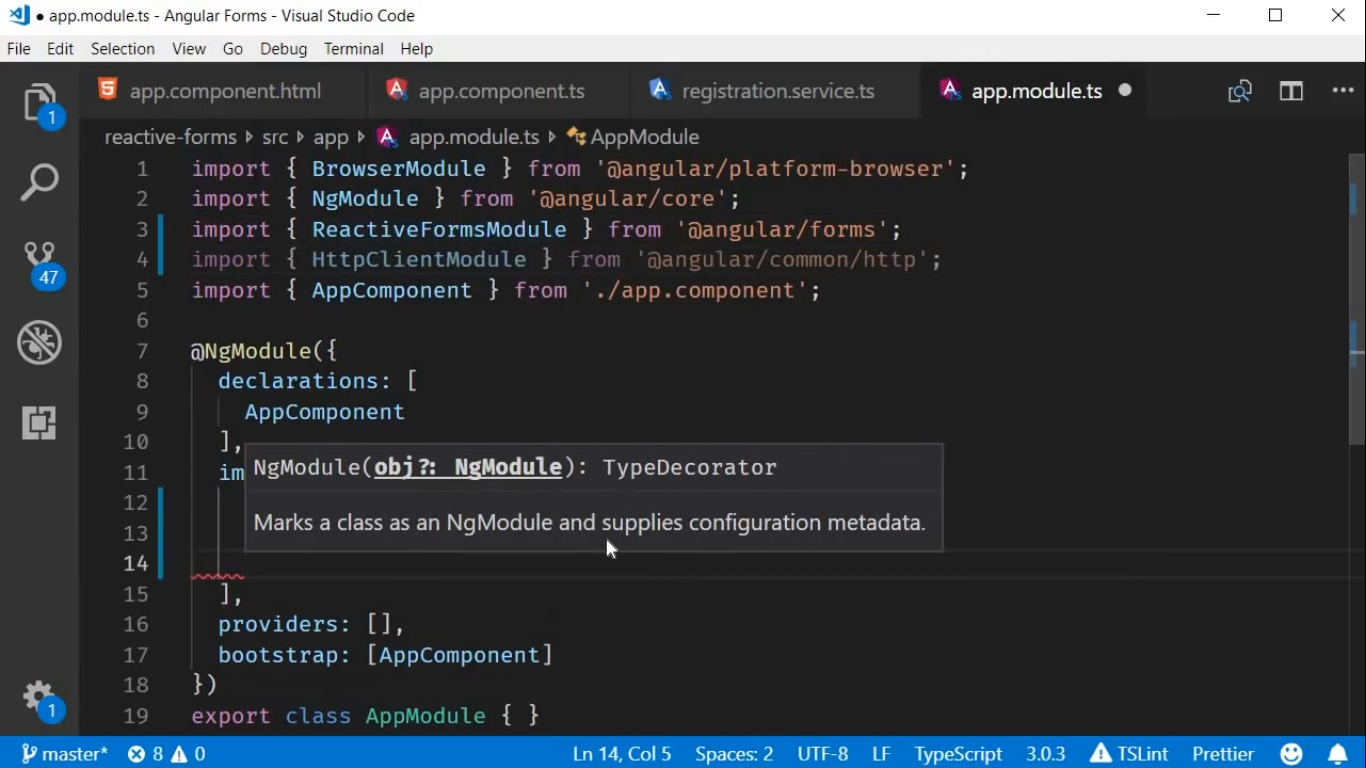 app.module.ts - Angular Forms - Visual Studio Code
File Edit Selection View Go Debug Terminal Help
app.component.html app.component.ts registration.service.ts app.module.ts
reactive-forms src app app.module.ts AppModule
1 import { BrowserModule } from '@angular/platform-browser';
2 import { NgModule } from '@angular/core';
3 import { ReactiveFormsModule } from '@angular/forms';
4 import { HttpClientModule } from '@angular/common/http';
5 import { AppComponent } from './app.component';
6
7 @NgModule({
8 declarations: [
9 AppComponent
10 ],
NgModule(obj?: NgModule): TypeDecorator
11 im
12
Marks a class as an NgModule and supplies configuration metadata.
13
14
15 ],
16 providers: [],
17 bootstrap: [AppComponent]
18 })
19 export class AppModule { }
1
47
1
master* 8 0 Ln 14, Col 5 Spaces: 2 UTF-8 LF TypeScript 3.0.3 TSLint Prettier